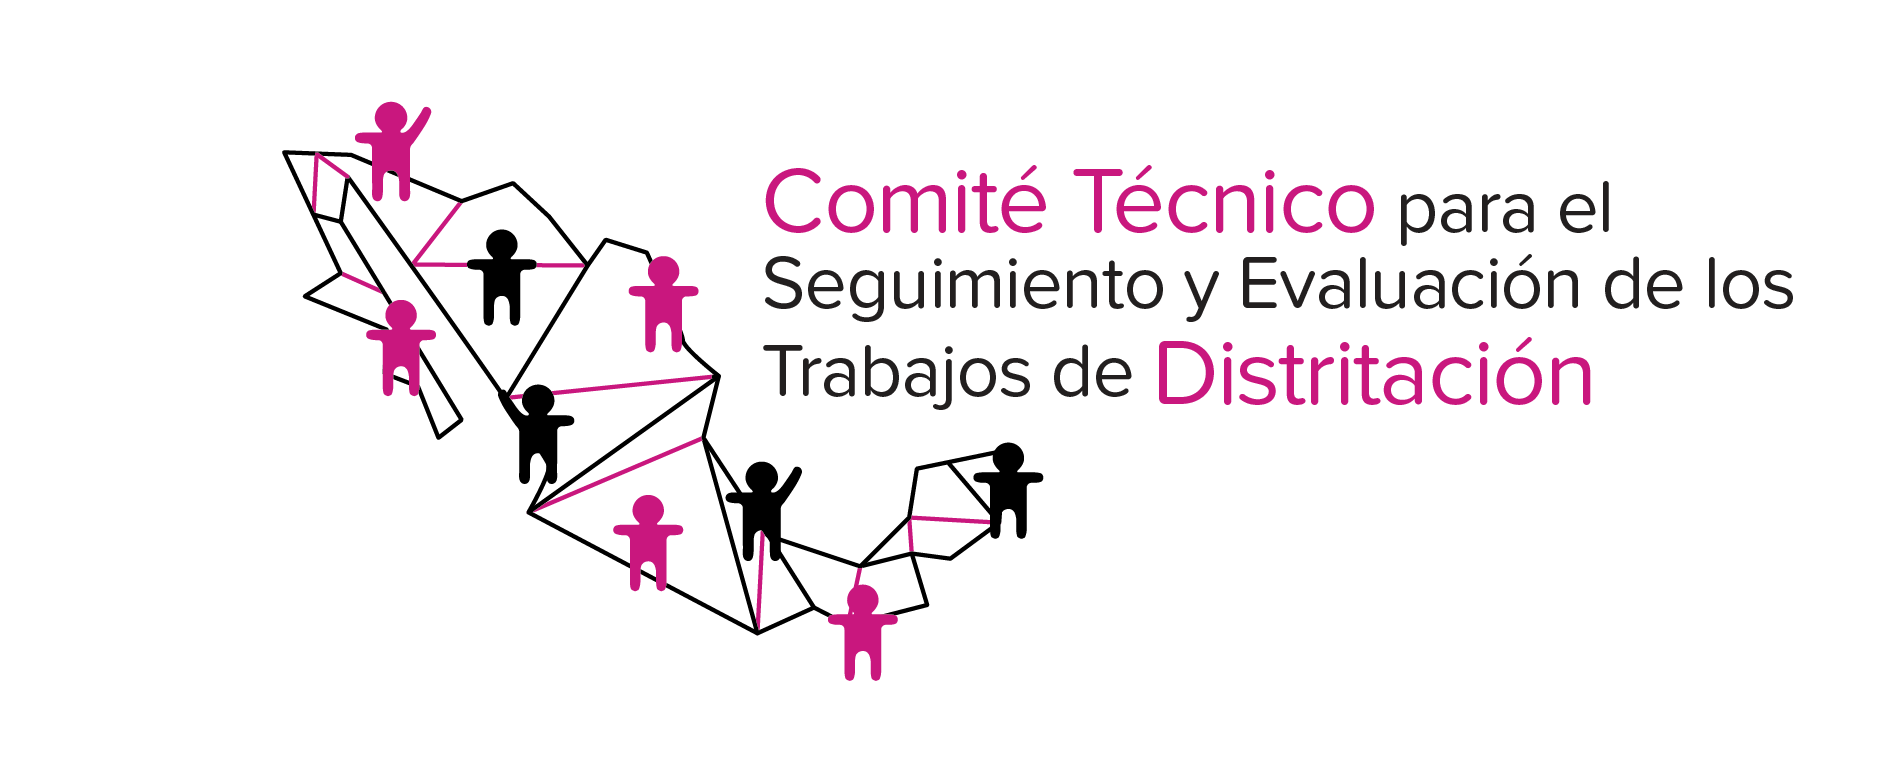 Comité Técnico para el
Seguimiento y Evaluación de los
Trabajos de Distritación